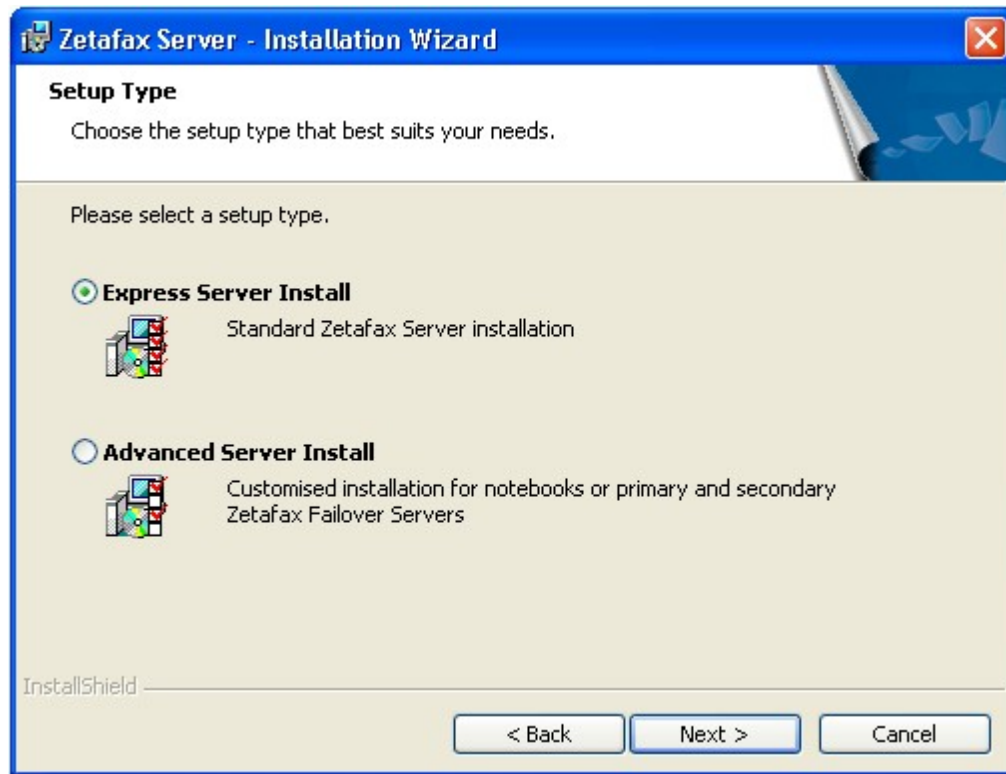 Zetafax Server - Installation Wizard
Setup Type
Choose the setup type that best suits your needs.
Please select a setup type.
Express Server Install
Standard Zetafax Server installation
Advanced Server Install
Customised installation for notebooks or primary and secondary
Zetafax Failover Servers
InstallShield
< Back Next > Cancel